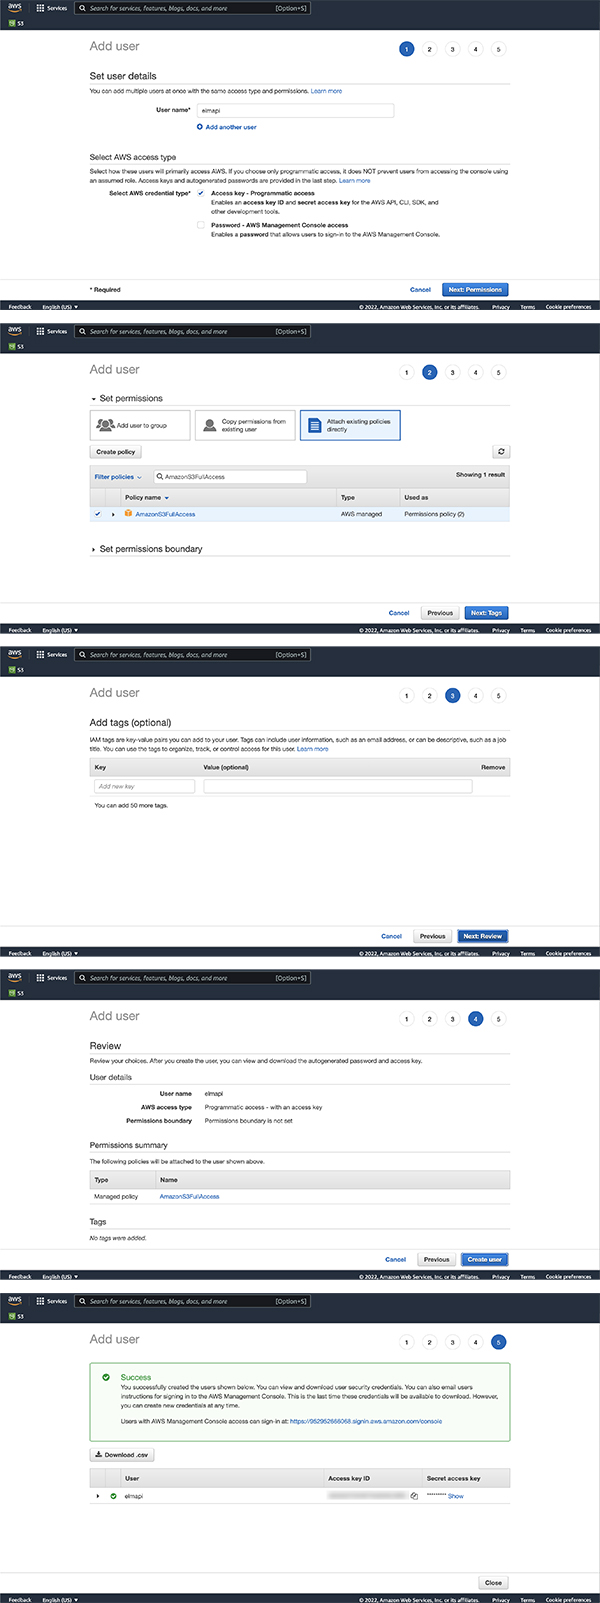 aws
Services
Search for services, features, blogs, docs, and more
[Option+S]
S3
Add user
1 2 3 4 5
Set user details
You can add multiple users at once with the same access type and permissions. Learn more
User name* elmapi
Add another user
Select AWS access type
Select how these users will primarily access AWS. If you choose only programmatic access, it does NOT prevent users from accessing the console using
an assumed role. Access keys and autogenerated passwords are provided in the last step. Learn more
Select AWS credential type* Access key - Programmatic access
Enables an access key ID and secret access key for the AWS API, CLI, SDK, and
other development tools.
Password - AWS Management Console access
Enables a password that allows users to sign-in to the AWS Management Console.
* Required
Cancel
Next: Permissions
Feedback English (US) © 2022, Amazon Web Services, Inc. or its affiliates. Privacy Terms Cookie preferences
aws
Services
Search for services, features, blogs, docs, and more
[Option+S]
S3
Add user
1 2 3 4 5
Set permissions
Add user to group
Copy permissions from
existing user
Attach existing policies
directly
Create policy
Filter policies
AmazonS3FullAccess
Showing 1 result
Policy name Type Used as
AmazonS3FullAccess AWS managed Permissions policy (2)
Set permissions boundary
Cancel
Previous
Next: Tags
Feedback English (US) © 2022, Amazon Web Services, Inc. or its affiliates. Privacy Terms Cookie preferences
aws
Services
Search for services, features, blogs, docs, and more
[Option+S]
S3
Add user
1 2 3 4 5
Add tags (optional)
IAM tags are key-value pairs you can add to your user. Tags can include user information, such as an email address, or can be descriptive, such as a job
title. You can use the tags to organize, track, or control access for this user. Learn more
Key Value (optional) Remove
Add new key
You can add 50 more tags.
Cancel
Previous
Next: Review
Feedback English (US) © 2022, Amazon Web Services, Inc. or its affiliates. Privacy Terms Cookie preferences
aws
Services
Search for services, features, blogs, docs, and more
[Option+S]
S3
Add user
1 2 3 4 5
Review
Review your choices. After you create the user, you can view and download the autogenerated password and access key.
User details
User name elmapi
AWS access type Programmatic access - with an access key
Permissions boundary Permissions boundary is not set
Permissions summary
The following policies will be attached to the user shown above.
Type Name
Managed policy AmazonS3FullAccess
Tags
No tags were added.
Cancel
Previous
Create user
Feedback English (US) © 2022, Amazon Web Services, Inc. or its affiliates. Privacy Terms Cookie preferences
aws
Services
Search for services, features, blogs, docs, and more
[Option+S]
S3
Add user
1 2 3 4 5
Success
You successfully created the users shown below. You can view and download user security credentials. You can also email users
instructions for signing in to the AWS Management Console. This is the last time these credentials will be available to download. However,
you can create new credentials at any time.
Users with AWS Management Console access can sign-in at: https://952952666068.signin.aws.amazon.com/console
Download .csv
User Access key ID Secret access key
elmapi ********* Show
Close
Feedback English (US) © 2022, Amazon Web Services, Inc. or its affiliates. Privacy Terms Cookie preferences